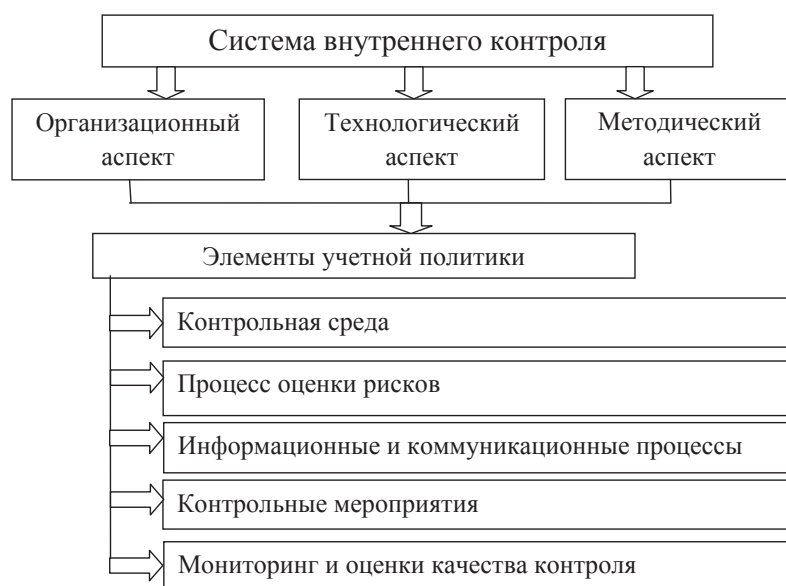 Система внутреннего контроля
Организационный
аспект
Технологический
аспект
Методический
аспект
Элементы учетной политики
Контрольная среда
Процесс оценки рисков
Информационные и коммуникационные процессы
Контрольные мероприятия
Мониторинг и оценки качества контроля